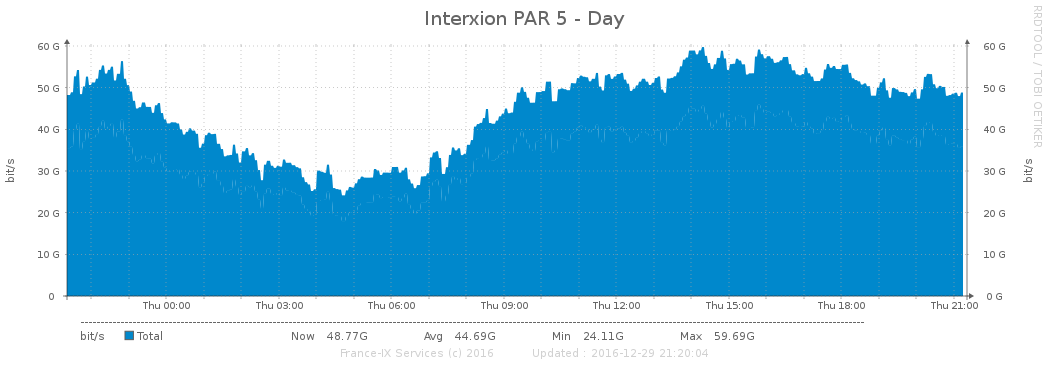 Interxion PAR 5 - Day
RRDTOOL / TOBI OETIKER
60 G 60 G
50 G 50 G
40 G 40 G
30 G 30 G
20 G 20 G
10 G 10 G
0 0 G
bit/s bit/s
Thu 00:00 Thu 03:00 Thu 06:00 Thu 09:00 Thu 12:00 Thu 15:00 Thu 18:00 Thu 21:00
bit/s Total Now 48.77G Avg 44.69G Min 24.11G Max 59.69G
France-IX Services (c) 2016 Updated : 2016-12-29 21:20:04